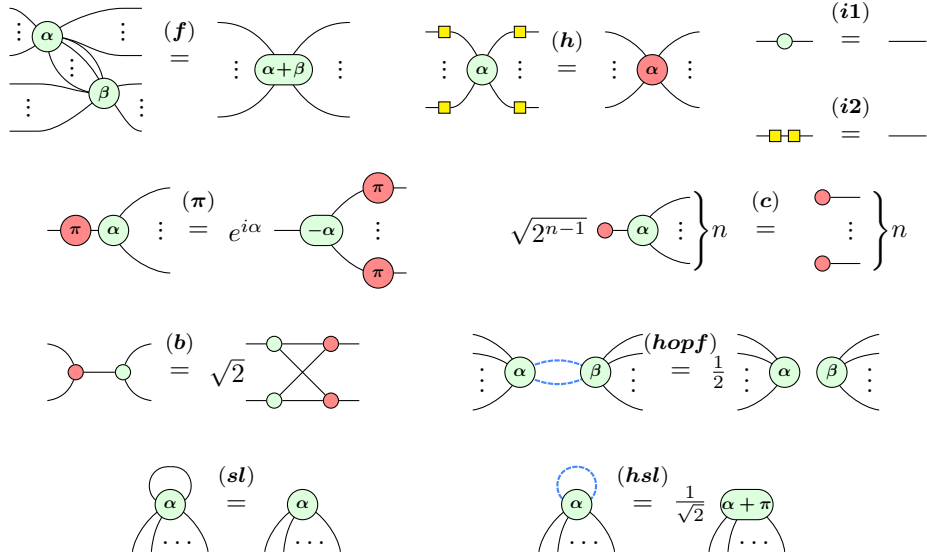 α (f) = α+β β
α (h) = α
(i1) =
(i2) =
π α (π) = e^{iα} −α π π
√2^{n−1} α } n (c) = } n
(b) = √2
α β (hopf) = 1/2 α β
α (sl) = α
α (hsl) = 1/√2 α + π